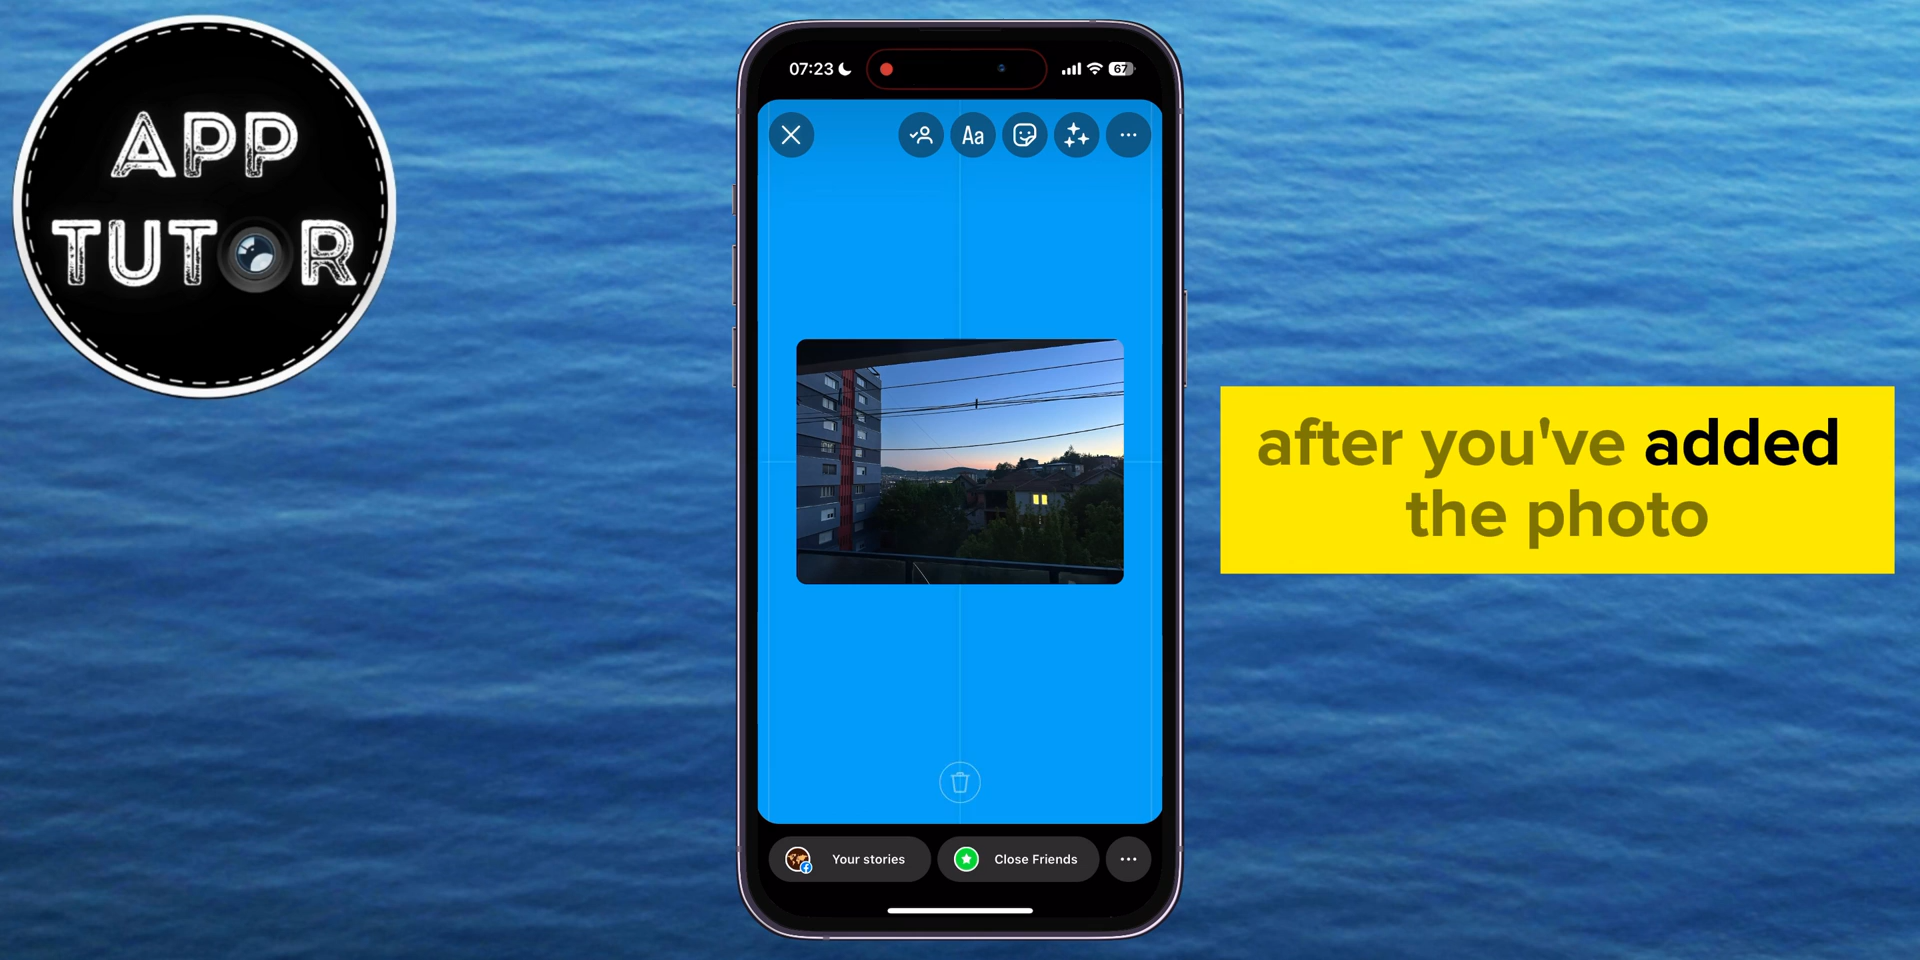 APP
TUTOR
07:23
67
Aa
after you've added
the photo
Your stories
Close Friends